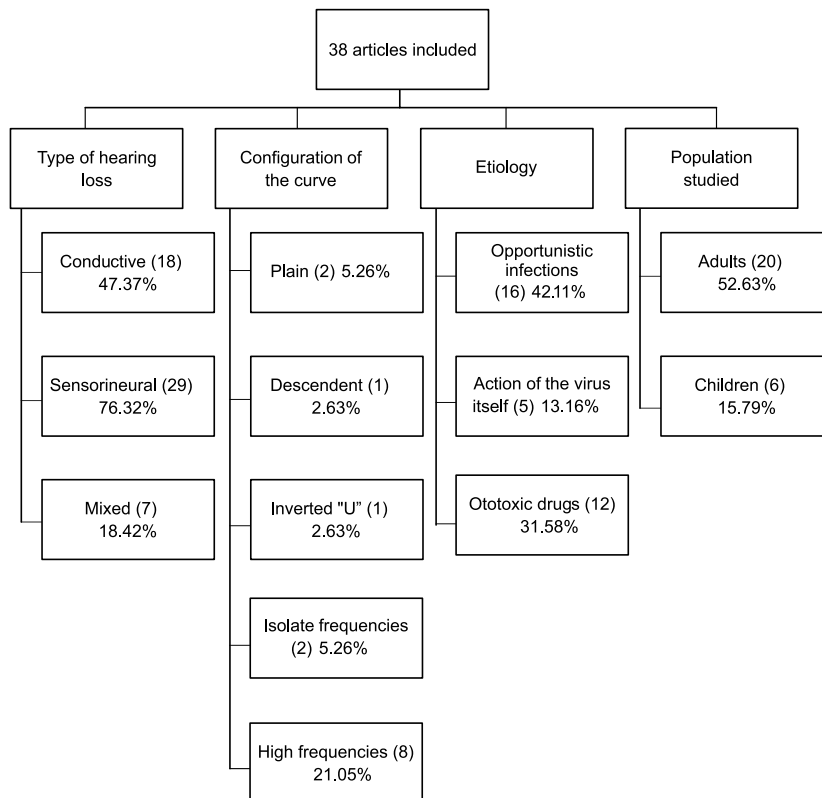 38 articles included
Type of hearing
loss
Configuration of
the curve
Etiology
Population
studied
Conductive (18)
47.37%
Sensorineural (29)
76.32%
Mixed (7)
18.42%
Plain (2) 5.26%
Descendent (1)
2.63%
Inverted "U” (1)
2.63%
Isolate frequencies
(2) 5.26%
High frequencies (8)
21.05%
Opportunistic
infections
(16) 42.11%
Action of the virus
itself (5) 13.16%
Ototoxic drugs (12)
31.58%
Adults (20)
52.63%
Children (6)
15.79%